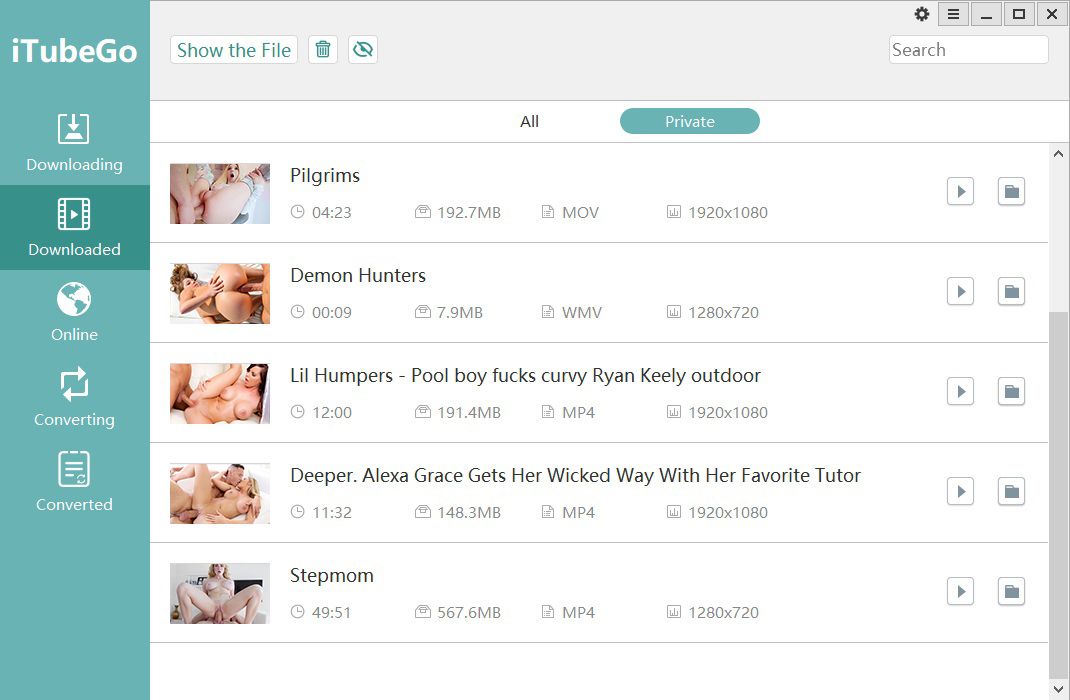 iTubeGo
Show the File
Search
Downloading
Downloaded
Online
Converting
Converted
All
Private
Pilgrims
04:23 192.7MB MOV 1920x1080
Demon Hunters
00:09 7.9MB WMV 1280x720
Lil Humpers - Pool boy fucks curvy Ryan Keely outdoor
12:00 191.4MB MP4 1920x1080
Deeper. Alexa Grace Gets Her Wicked Way With Her Favorite Tutor
11:32 148.3MB MP4 1920x1080
Stepmom
49:51 567.6MB MP4 1280x720